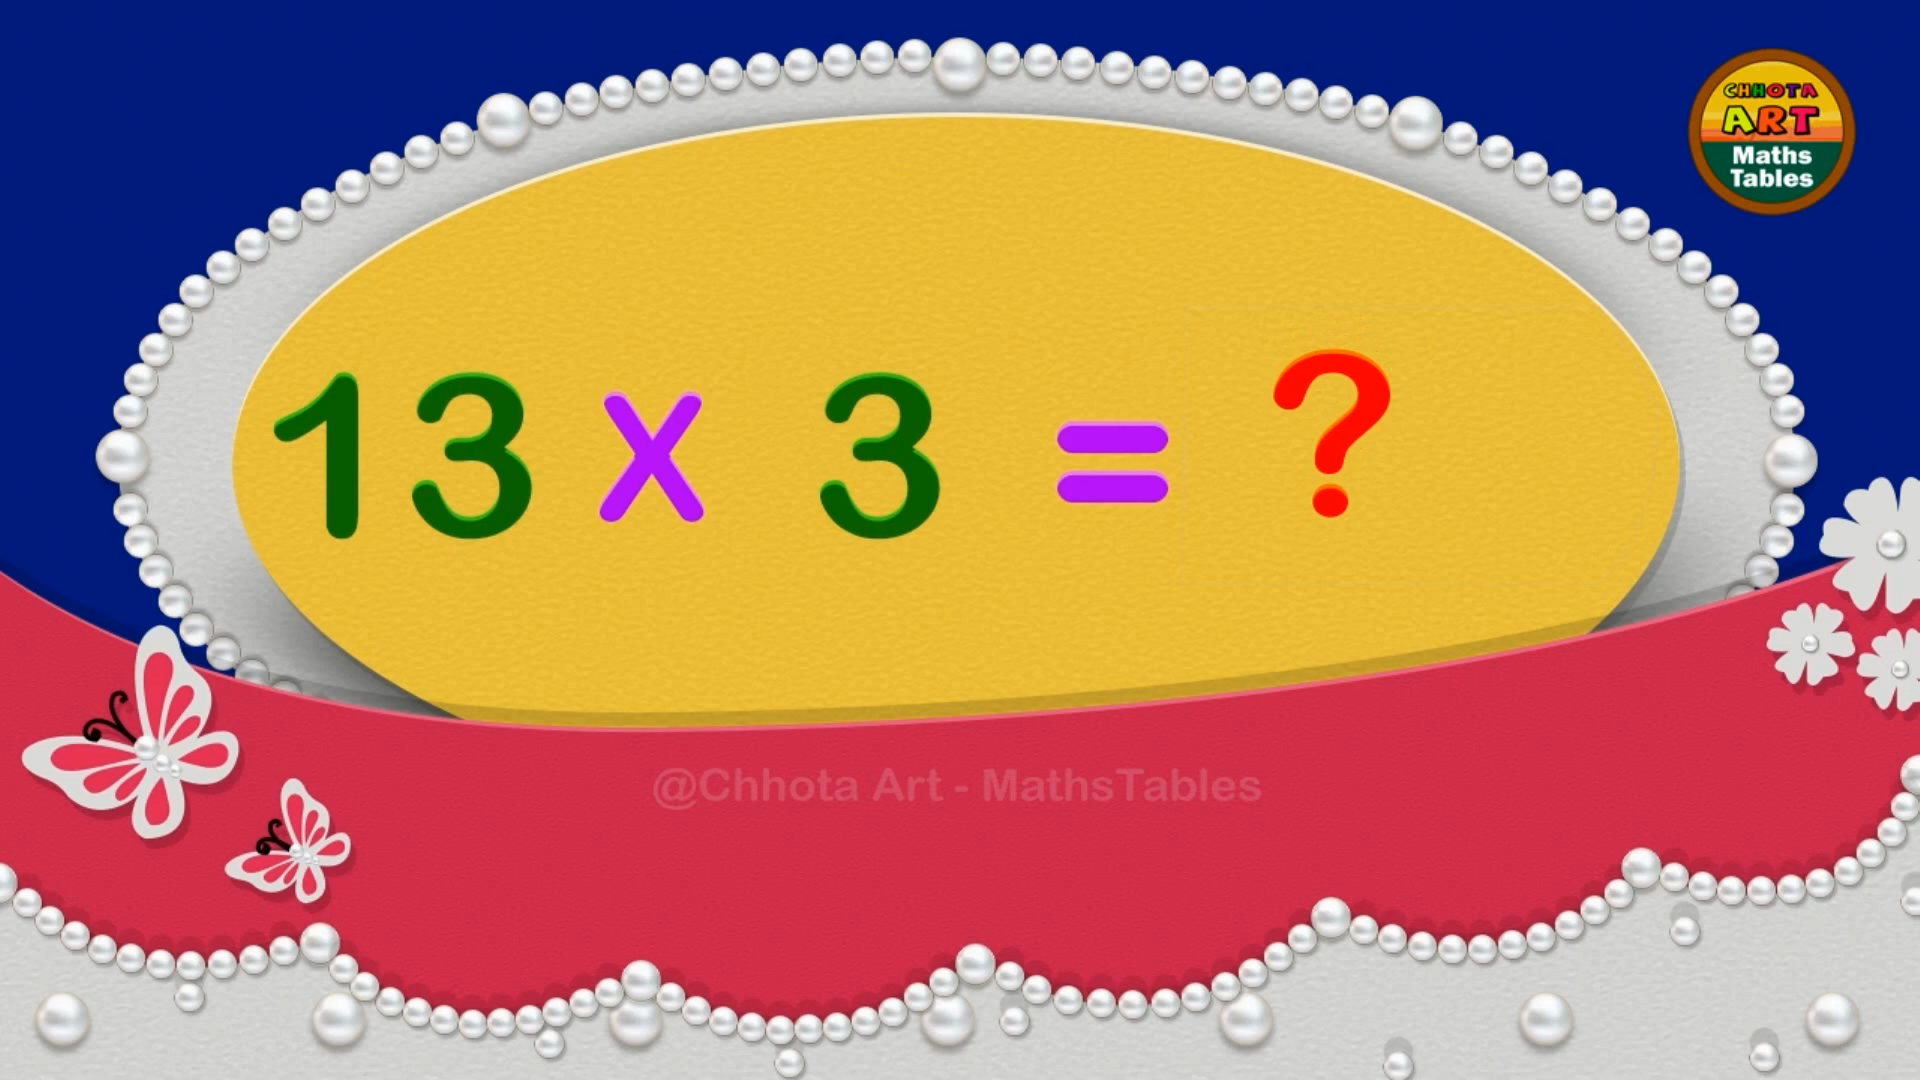 CHHOTA
ART
Maths
Tables
13 x 3 = ?
@Chhota Art - MathsTables